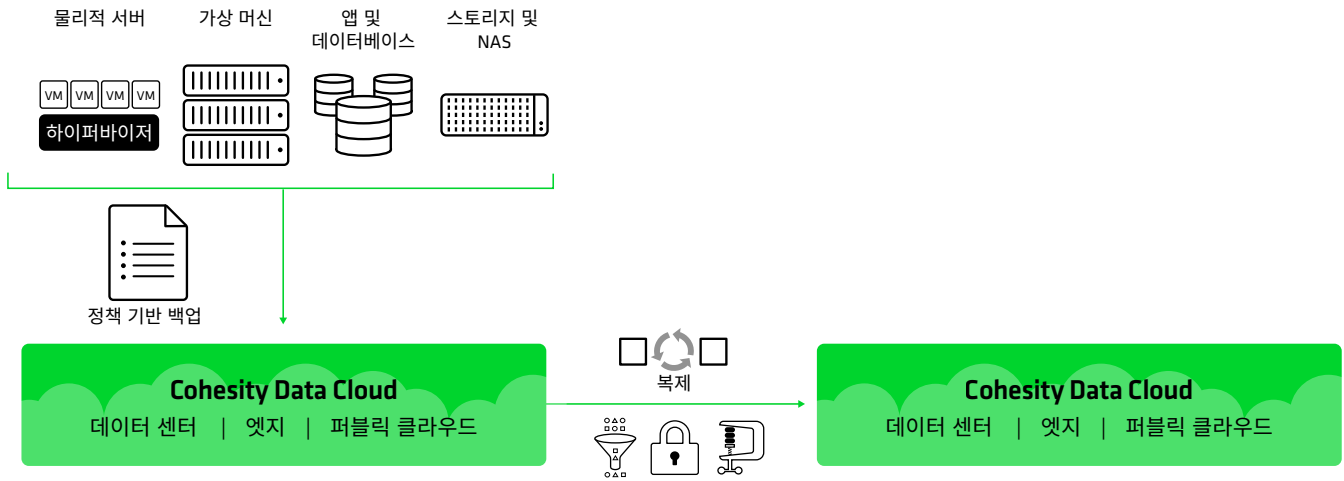 물리적 서버
가상 머신
앱 및
데이터베이스
스토리지 및
NAS
VM VM VM VM
하이퍼바이저
정책 기반 백업
Cohesity Data Cloud
데이터 센터 | 엣지 | 퍼블릭 클라우드
복제
Cohesity Data Cloud
데이터 센터 | 엣지 | 퍼블릭 클라우드